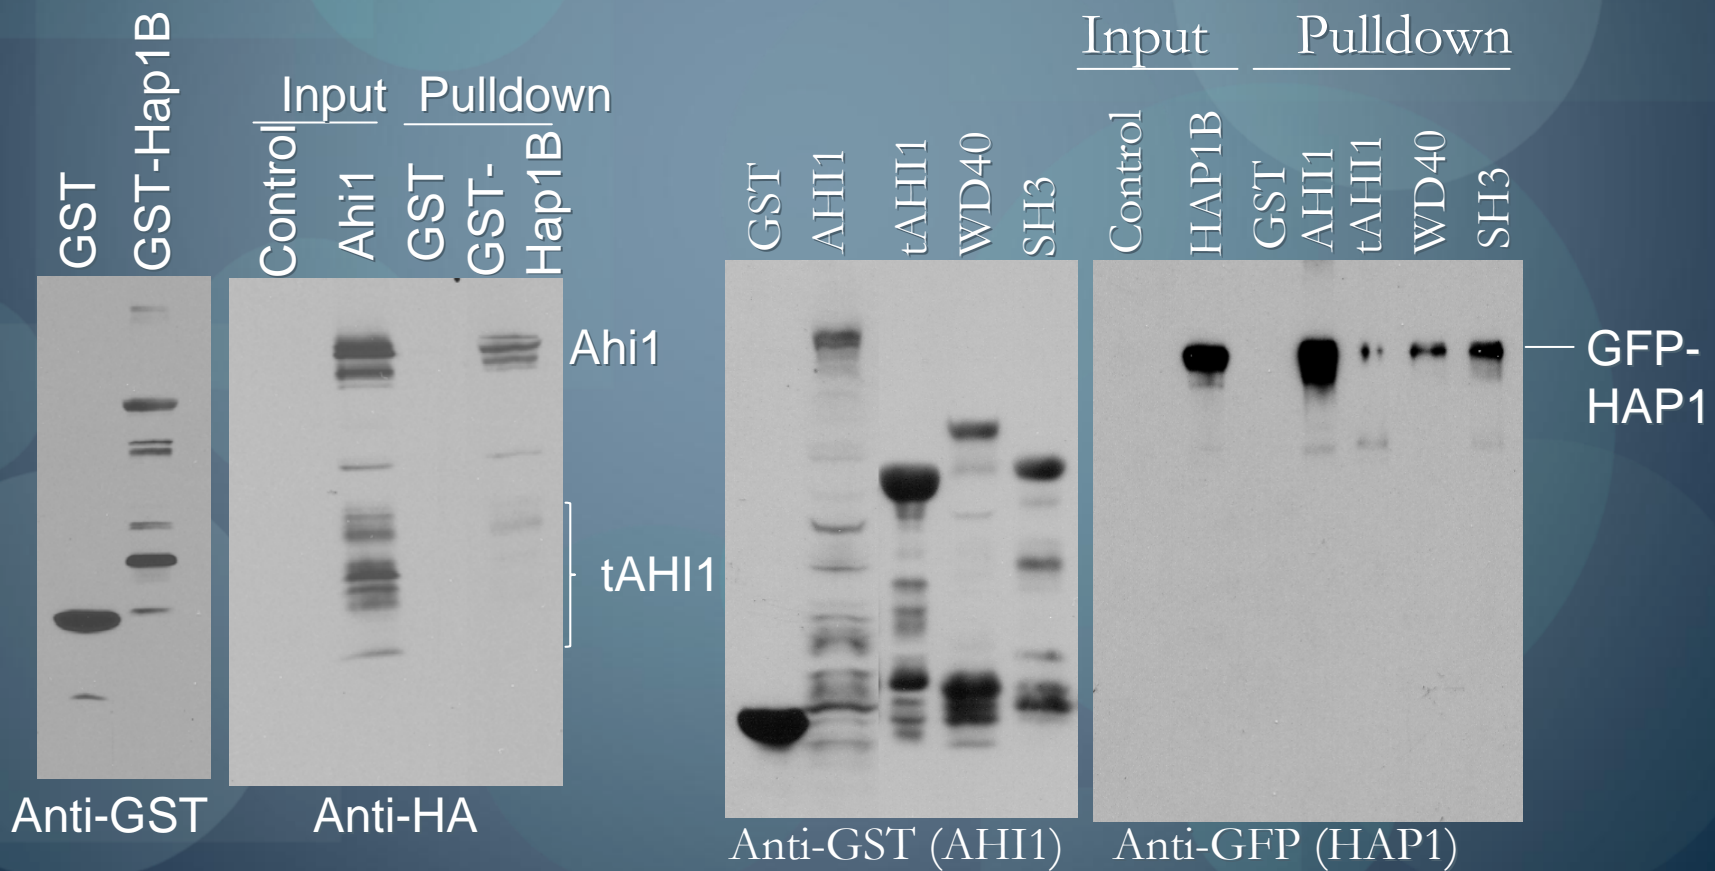 GST
GST-Hap1B
Input
Pulldown
Control
Ahi1
GST
GST-
Hap1B
Ahi1
tAHI1
Anti-GST
Anti-HA
GST
AHI1
tAHI1
WD40
SH3
Input
Pulldown
Control
HAP1B
GST
AHI1
tAHI1
WD40
SH3
GFP-
HAP1
Anti-GST (AHI1)
Anti-GFP (HAP1)